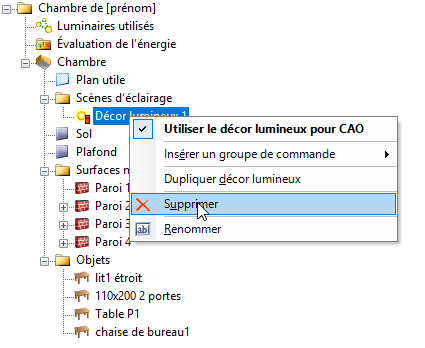 Chambre de [prénom]
Luminaires utilisés
Évaluation de l'énergie
Chambre
Plan utile
Scènes d'éclairage
Décor lumineux 1
Utiliser le décor lumineux pour CAO
Sol
Insérer un groupe de commande
Plafond
Surfaces
Dupliquer décor lumineux
Paroi 1
Paroi 2
Supprimer
Paroi
Renommer
Paroi 4
Objets
lit1 étroit
110x200 2 portes
Table P1
chaise de bureau1